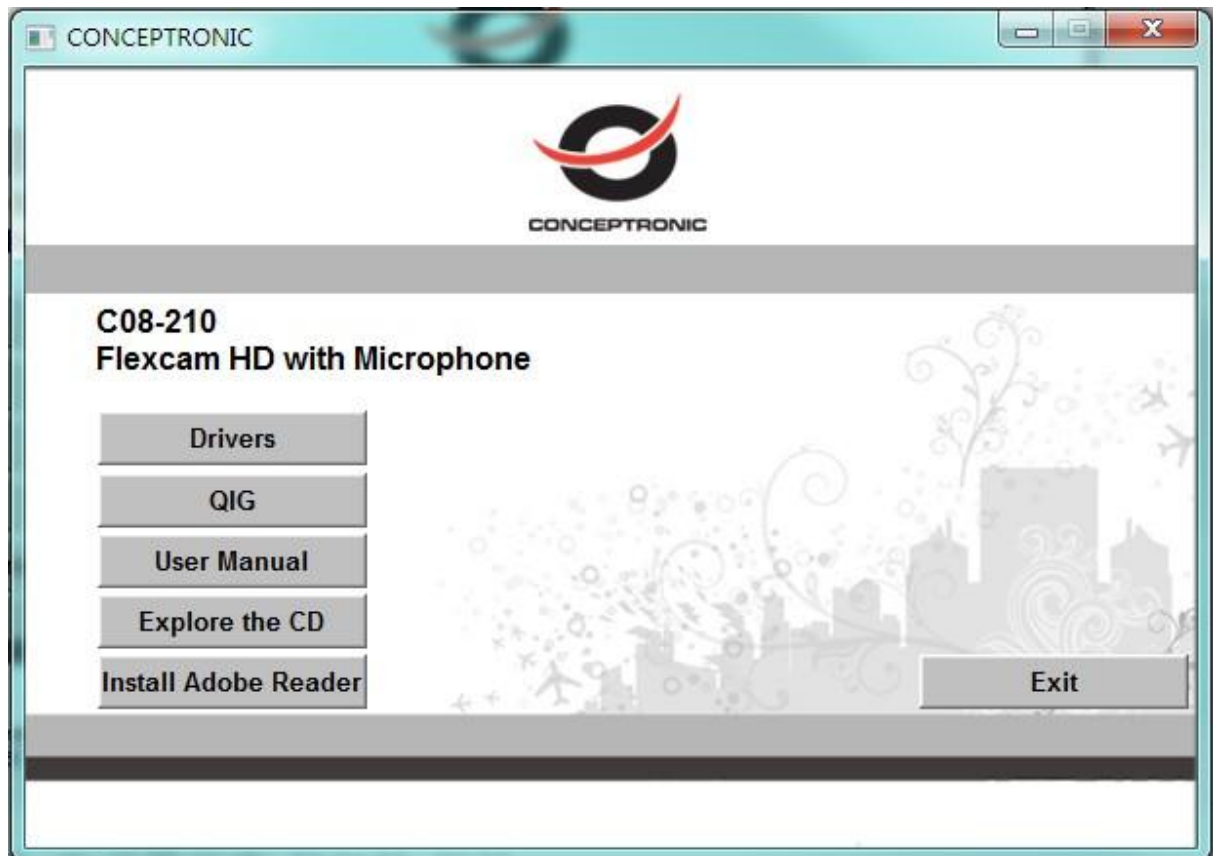 CONCEPTRONIC
CONCEPTRONIC
C08-210
Flexcam HD with Microphone
Drivers
QIG
User Manual
Explore the CD
Install Adobe Reader
Exit